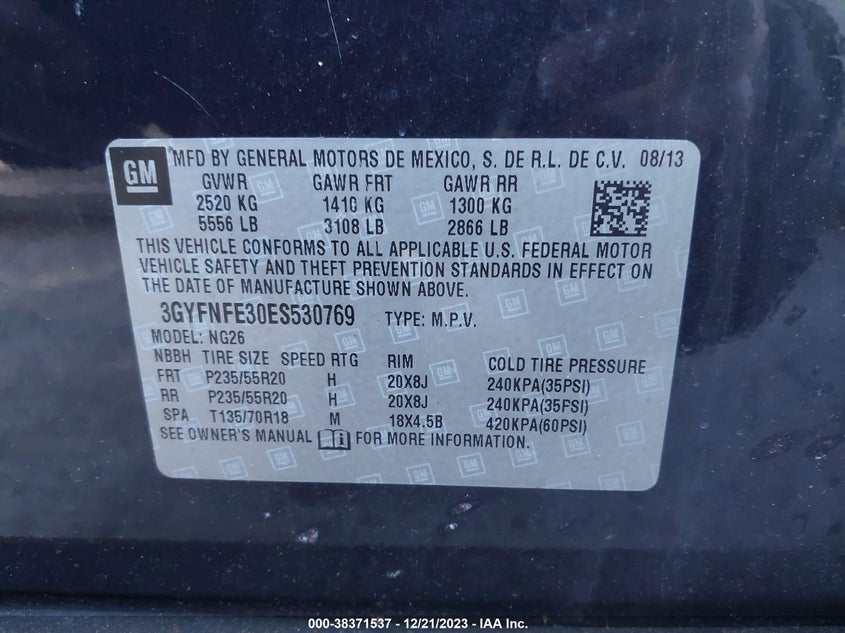 GM
MFD BY GENERAL MOTORS DE MEXICO, S. DE R.L. DE C.V. 08/13
GVWR GAWR FRT GAWR RR
2520 KG 1410 KG 1300 KG
5556 LB 3108 LB 2866 LB
THIS VEHICLE CONFORMS TO ALL APPLICABLE U.S. FEDERAL MOTOR
VEHICLE SAFETY AND THEFT PREVENTION STANDARDS IN EFFECT ON
THE DATE OF MANUFACTURE SHOWN ABOVE.
3GYFNFE30ES530769 TYPE: M.P.V.
MODEL: NG26
NBBH TIRE SIZE SPEED RTG RIM COLD TIRE PRESSURE
FRT P235/55R20 H 20X8J 240KPA(35PSI)
RR P235/55R20 H 20X8J 240KPA(35PSI)
SPA T135/70R18 M 18X4.5B 420KPA(60PSI)
SEE OWNER'S MANUAL FOR MORE INFORMATION.
000-38371537 - 12/21/2023 - IAA Inc.